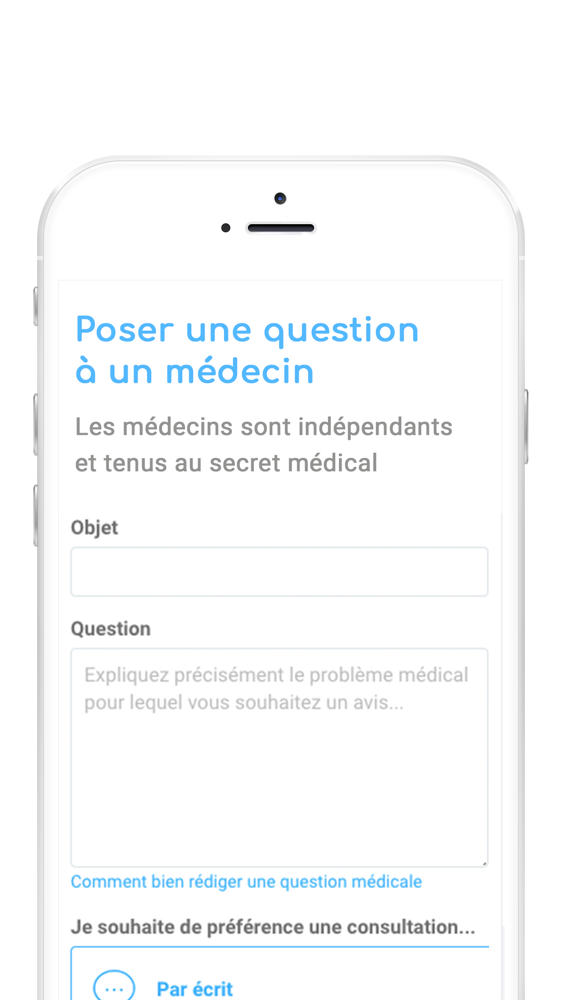 Poser une question
à un médecin
Les médecins sont indépendants
et tenus au secret médical
Objet
Question
Expliquez précisément le problème médical
pour lequel vous souhaitez un avis...
Comment bien rédiger une question médicale
Je souhaite de préférence une consultation...
Par écrit